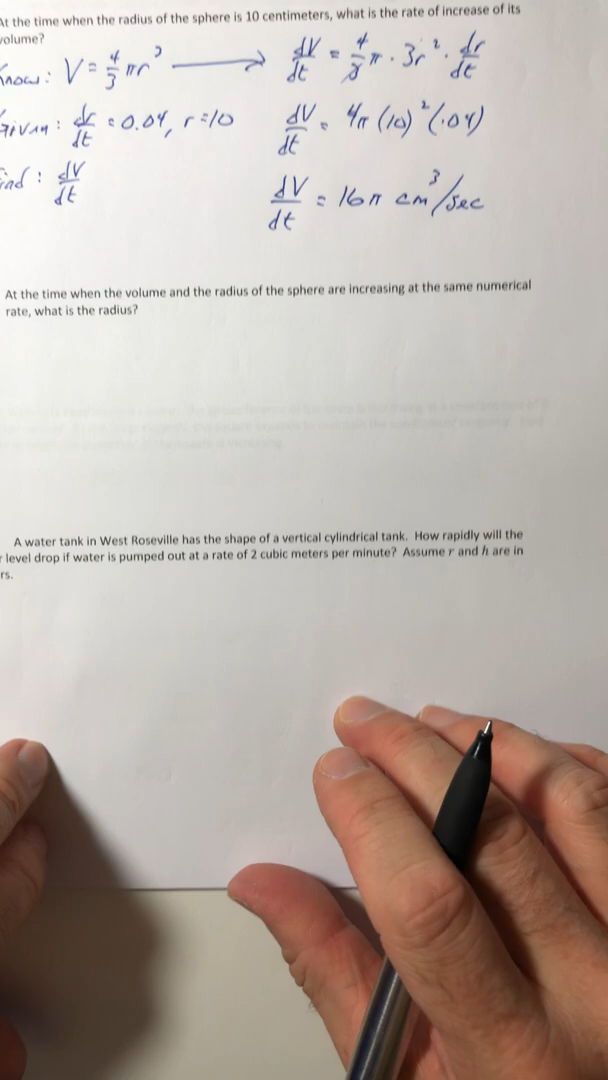 At the time when the radius of the sphere is 10 centimeters, what is the rate of increase of its
volume?
Know: V = 4/3 πr³ → dV/dt = 4/3 π · 3r² · dr/dt
Given: dr/dt = 0.04, r=10 dV/dt = 4π (10)² (.04)
Find: dV/dt dV/dt = 16π cm³/sec
At the time when the volume and the radius of the sphere are increasing at the same numerical
rate, what is the radius?
A water tank in West Roseville has the shape of a vertical cylindrical tank. How rapidly will the
level drop if water is pumped out at a rate of 2 cubic meters per minute? Assume r and h are in
rs.